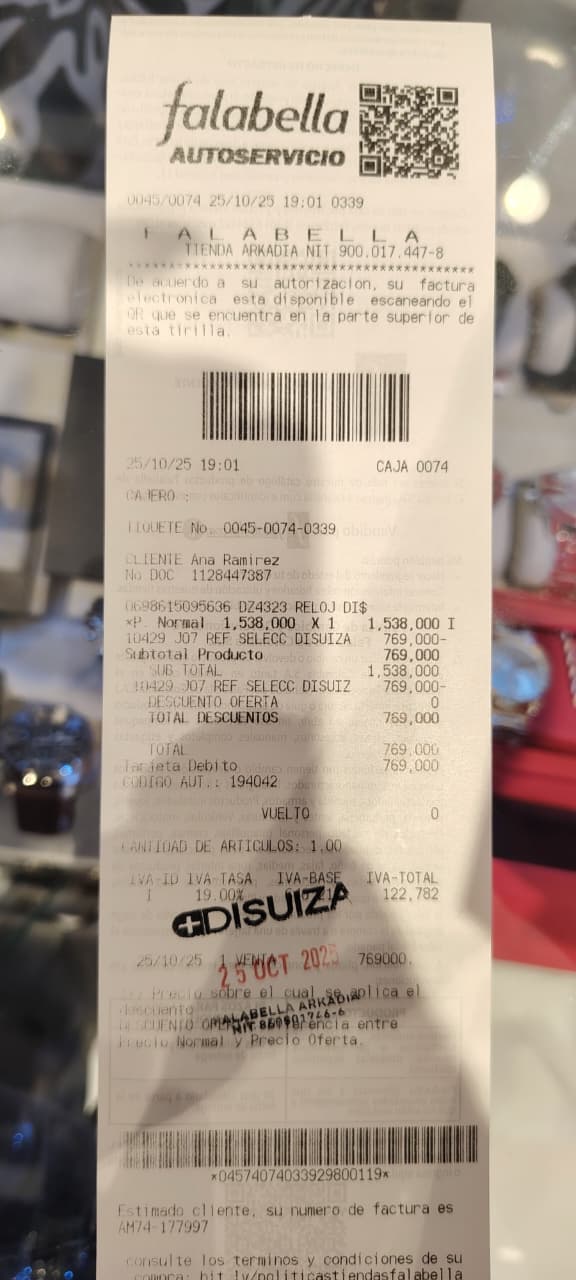 falabella
AUTOSERVICIO
0045/0074 25/10/25 19:01 0339
F A L A B E L L A
TIENDA ARKADIA NIT 900.017.447-8
*******************************************
De acuerdo a su autorizacion, su factura
electronica esta disponible escaneando el
QR que se encuentra en la parte superior de
esta tirilla.
25/10/25 19:01 CAJA 0074
CAJERO :
TIQUETE No. 0045-0074-0339
CLIENTE Ana Ramirez
No DOC 1128447387
0698615095636 DZ4323 RELOJ DI$
*P. Normal 1,538,000 X 1 1,538,000 I
10429 J07 REF SELECC DISUIZA 769,000-
Subtotal Producto 769,000
SUB TOTAL 1,538,000
10429 J07 REF SELECC DISUIZ 769,000-
DESCUENTO OFERTA 0
TOTAL DESCUENTOS 769,000
TOTAL 769,000
Tarjeta Debito 769,000
CODIGO AUT.: 194042
VUELTO 0
CANTIDAD DE ARTICULOS: 1.00
IVA-ID IVA-TASA IVA-BASE IVA-TOTAL
I 19.00% 122,782
DISUIZA
25/10/25 1 VENTA 769000.
25 OCT 2025
Precio sobre el cual se aplica el
descuento
FALABELLA ARKADIA
NIT
DESCUENTO diferencia entre
Precio Normal y Precio Oferta.
*04574074033929800119*
Estimado cliente, su numero de factura es
AM74-177997
consulte los terminos y condiciones de su
compra: bit.ly/politicastiendasfalabella